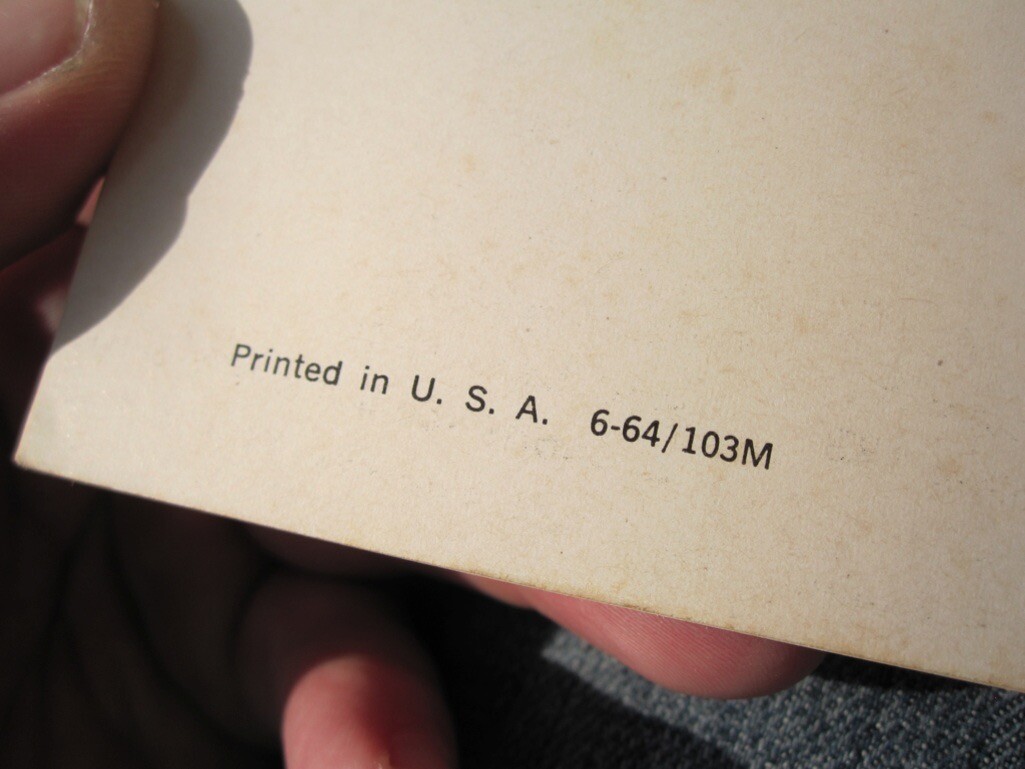 Printed in U. S. A. 6-64/103M